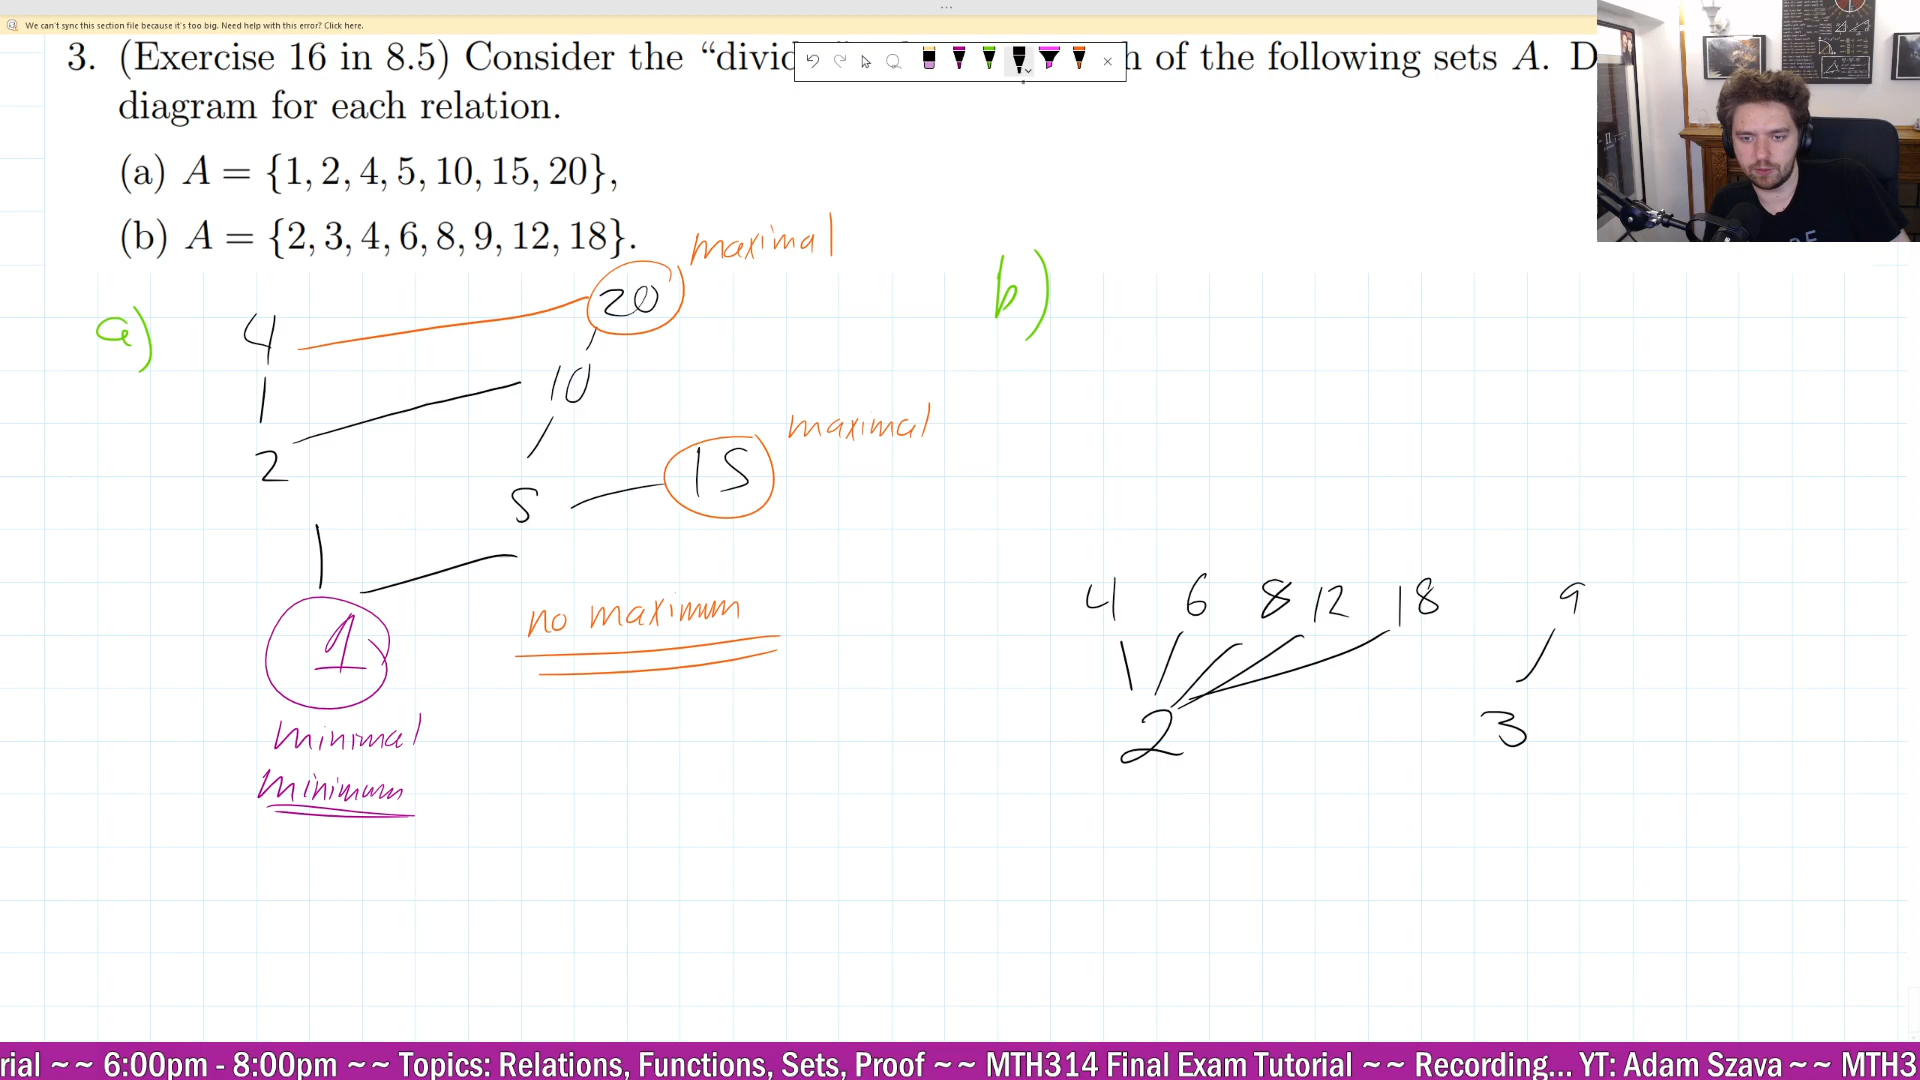 We can't sync this section file because it's too big. Need help with this error? Click here.
3. (Exercise 16 in 8.5) Consider the “divid of the following sets A. D
diagram for each relation.
(a) A = {1, 2, 4, 5, 10, 15, 20},
(b) A = {2, 3, 4, 6, 8, 9, 12, 18}.
maximal
a)
4
20
b)
10
maximal
2
5
15
1
no maximum
minimal
minimum
4 6 8 12 18 9
2 3
rial ~~ 6:00pm - 8:00pm ~~ Topics: Relations, Functions, Sets, Proof ~~ MTH314 Final Exam Tutorial ~~ Recording... YT: Adam Szava ~~ MTH3